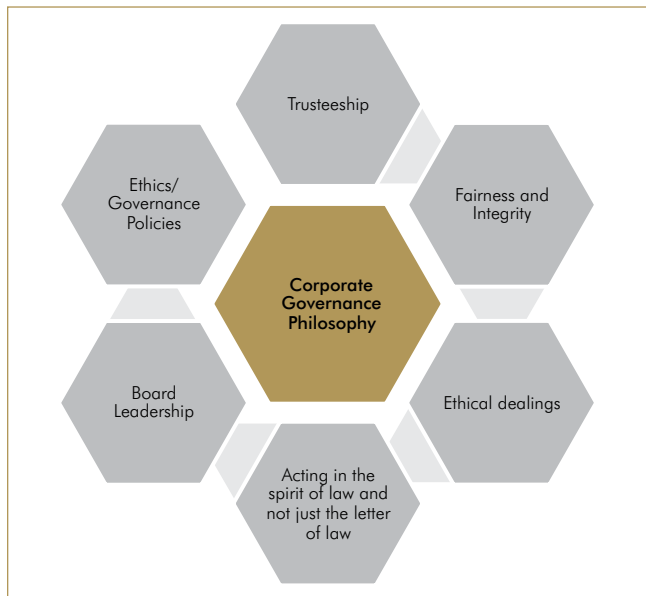 Trusteeship
Fairness and
Integrity
Ethical dealings
Acting in the
spirit of law and
not just the letter
of law
Board
Leadership
Ethics/
Governance
Policies
Corporate
Governance
Philosophy